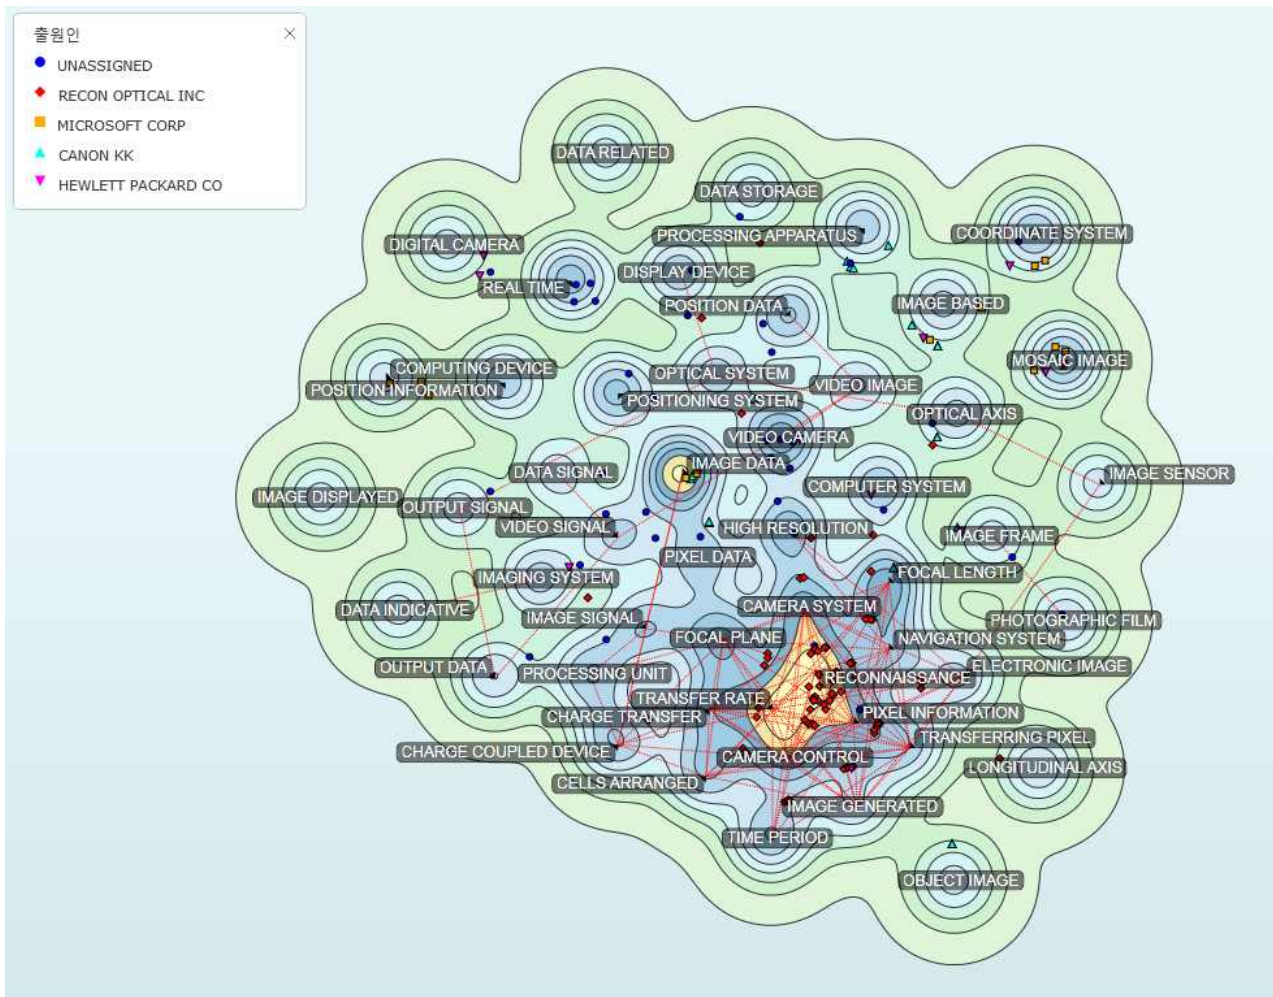 출원인
UNASSIGNED
RECON OPTICAL INC
MICROSOFT CORP
CANON KK
HEWLETT PACKARD CO
DATA RELATED
DATA STORAGE
PROCESSING APPARATUS
COORDINATE SYSTEM
DIGITAL CAMERA
DISPLAY DEVICE
REAL TIME
POSITION DATA
IMAGE BASED
COMPUTING DEVICE
POSITION INFORMATION
OPTICAL SYSTEM
VIDEO IMAGE
MOSAIC IMAGE
POSITIONING SYSTEM
OPTICAL AXIS
VIDEO CAMERA
IMAGE DATA
DATA SIGNAL
IMAGE SENSOR
COMPUTER SYSTEM
IMAGE DISPLAYED
OUTPUT SIGNAL
VIDEO SIGNAL
HIGH RESOLUTION
IMAGE FRAME
PIXEL DATA
FOCAL LENGTH
IMAGING SYSTEM
DATA INDICATIVE
CAMERA SYSTEM
IMAGE SIGNAL
PHOTOGRAPHIC FILM
FOCAL PLANE
NAVIGATION SYSTEM
OUTPUT DATA
PROCESSING UNIT
ELECTRONIC IMAGE
RECONNAISSANCE
TRANSFER RATE
CHARGE TRANSFER
PIXEL INFORMATION
TRANSFERRING PIXEL
CHARGE COUPLED DEVICE
CAMERA CONTROL
LONGITUDINAL AXIS
CELLS ARRANGED
IMAGE GENERATED
TIME PERIOD
OBJECT IMAGE